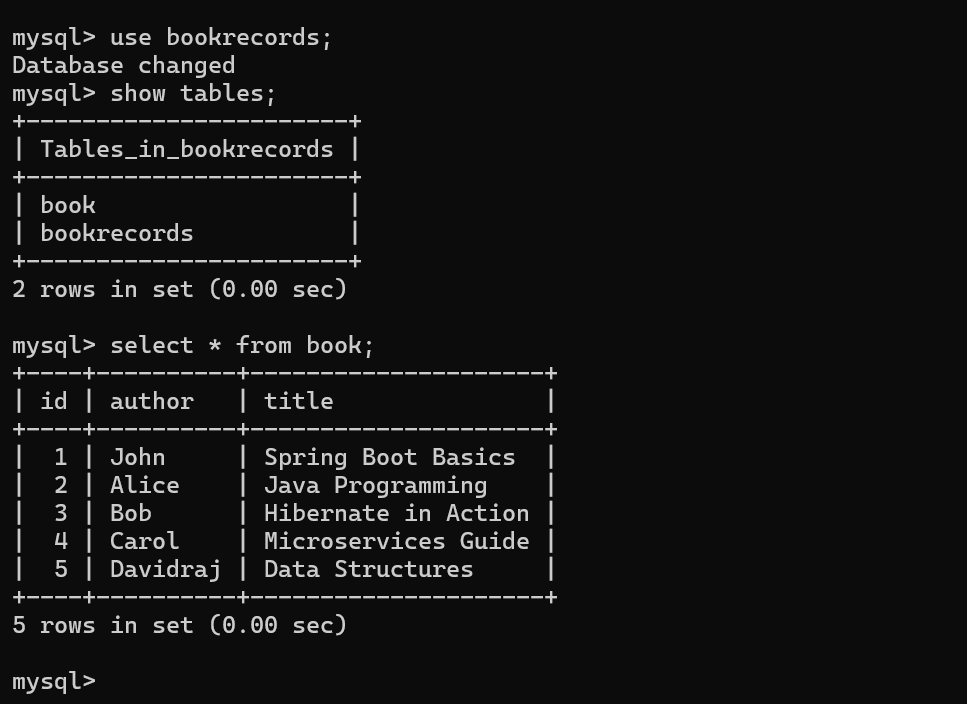 mysql> use bookrecords;
Database changed
mysql> show tables;
+-----------------------+
| Tables_in_bookrecords |
+-----------------------+
| book                  |
| bookrecords           |
+-----------------------+
2 rows in set (0.00 sec)

mysql> select * from book;
+----+----------+---------------------+
| id | author   | title               |
+----+----------+---------------------+
|  1 | John     | Spring Boot Basics  |
|  2 | Alice    | Java Programming    |
|  3 | Bob      | Hibernate in Action |
|  4 | Carol    | Microservices Guide |
|  5 | Davidraj | Data Structures     |
+----+----------+---------------------+
5 rows in set (0.00 sec)

mysql>